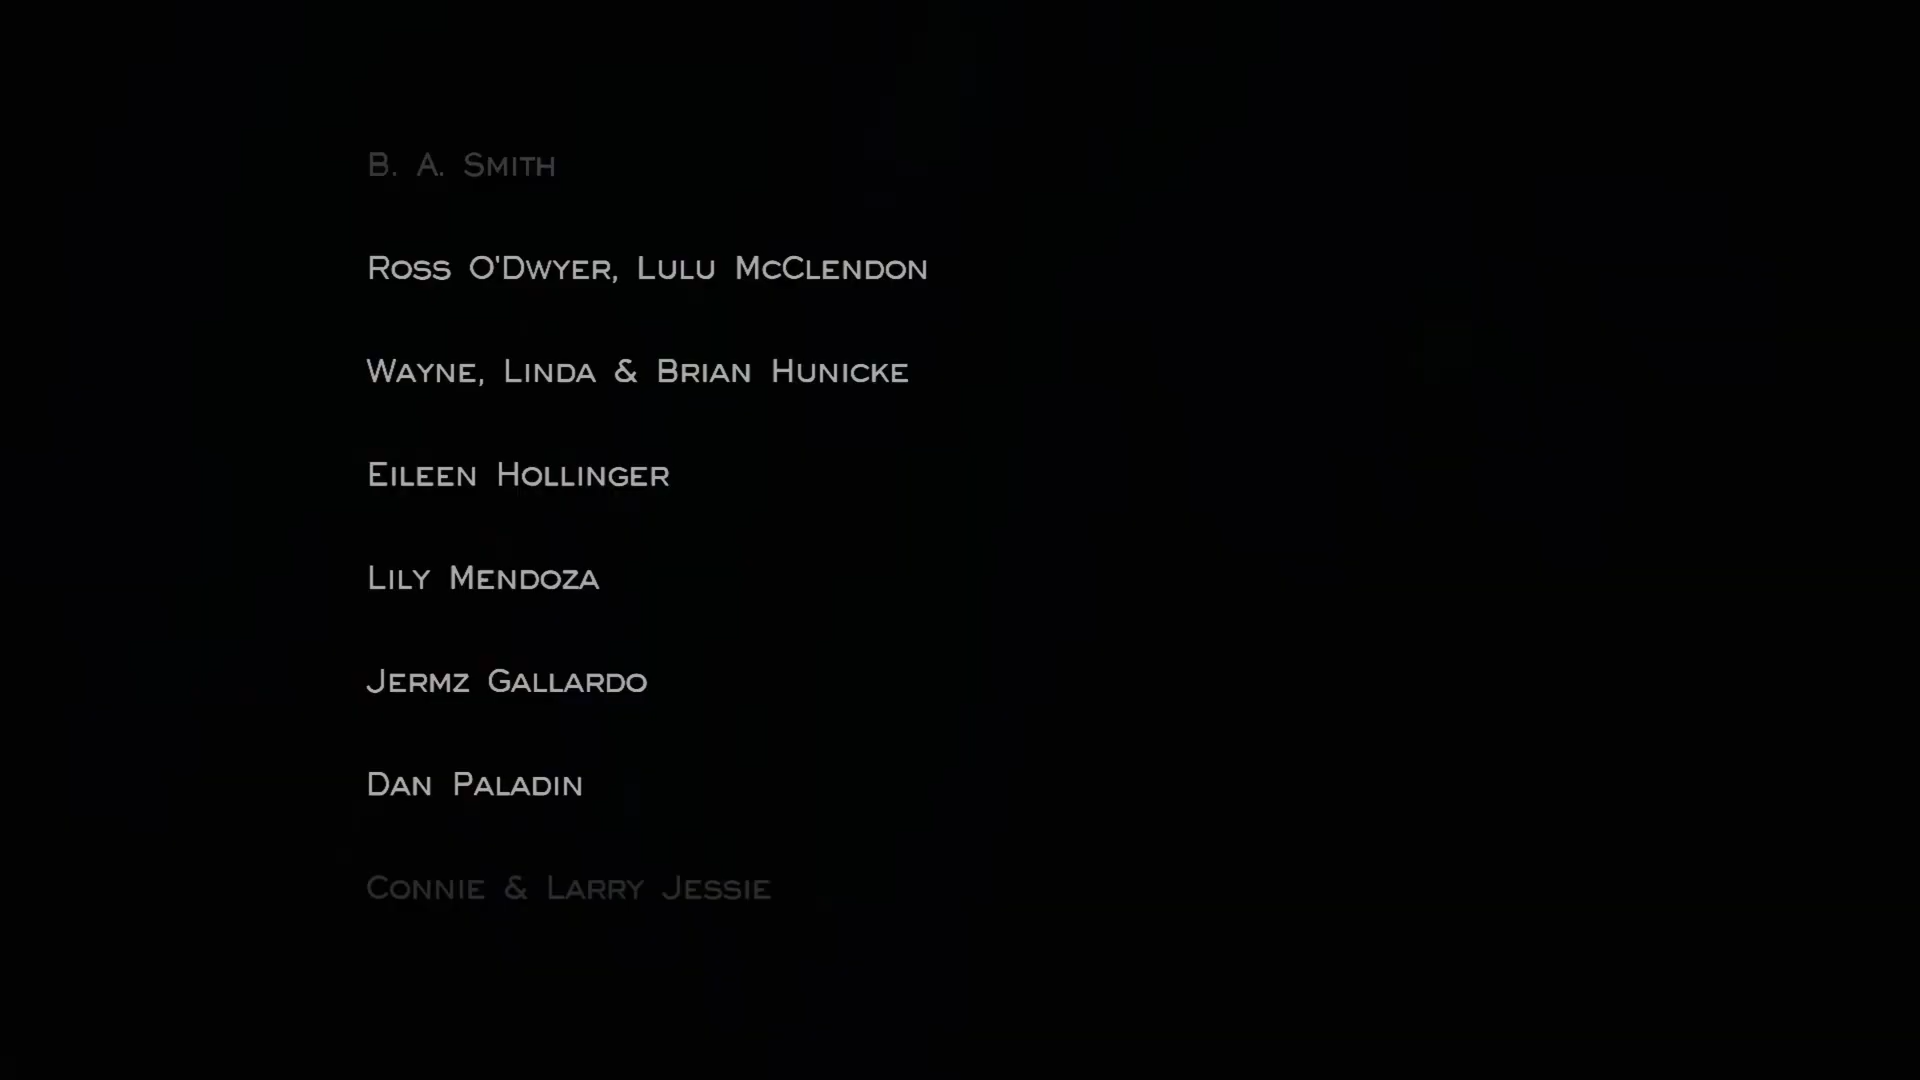 B. A. Smith
Ross O'Dwyer, Lulu McClendon
Wayne, Linda & Brian Hunicke
Eileen Hollinger
Lily Mendoza
Jermz Gallardo
Dan Paladin
Connie & Larry Jessie